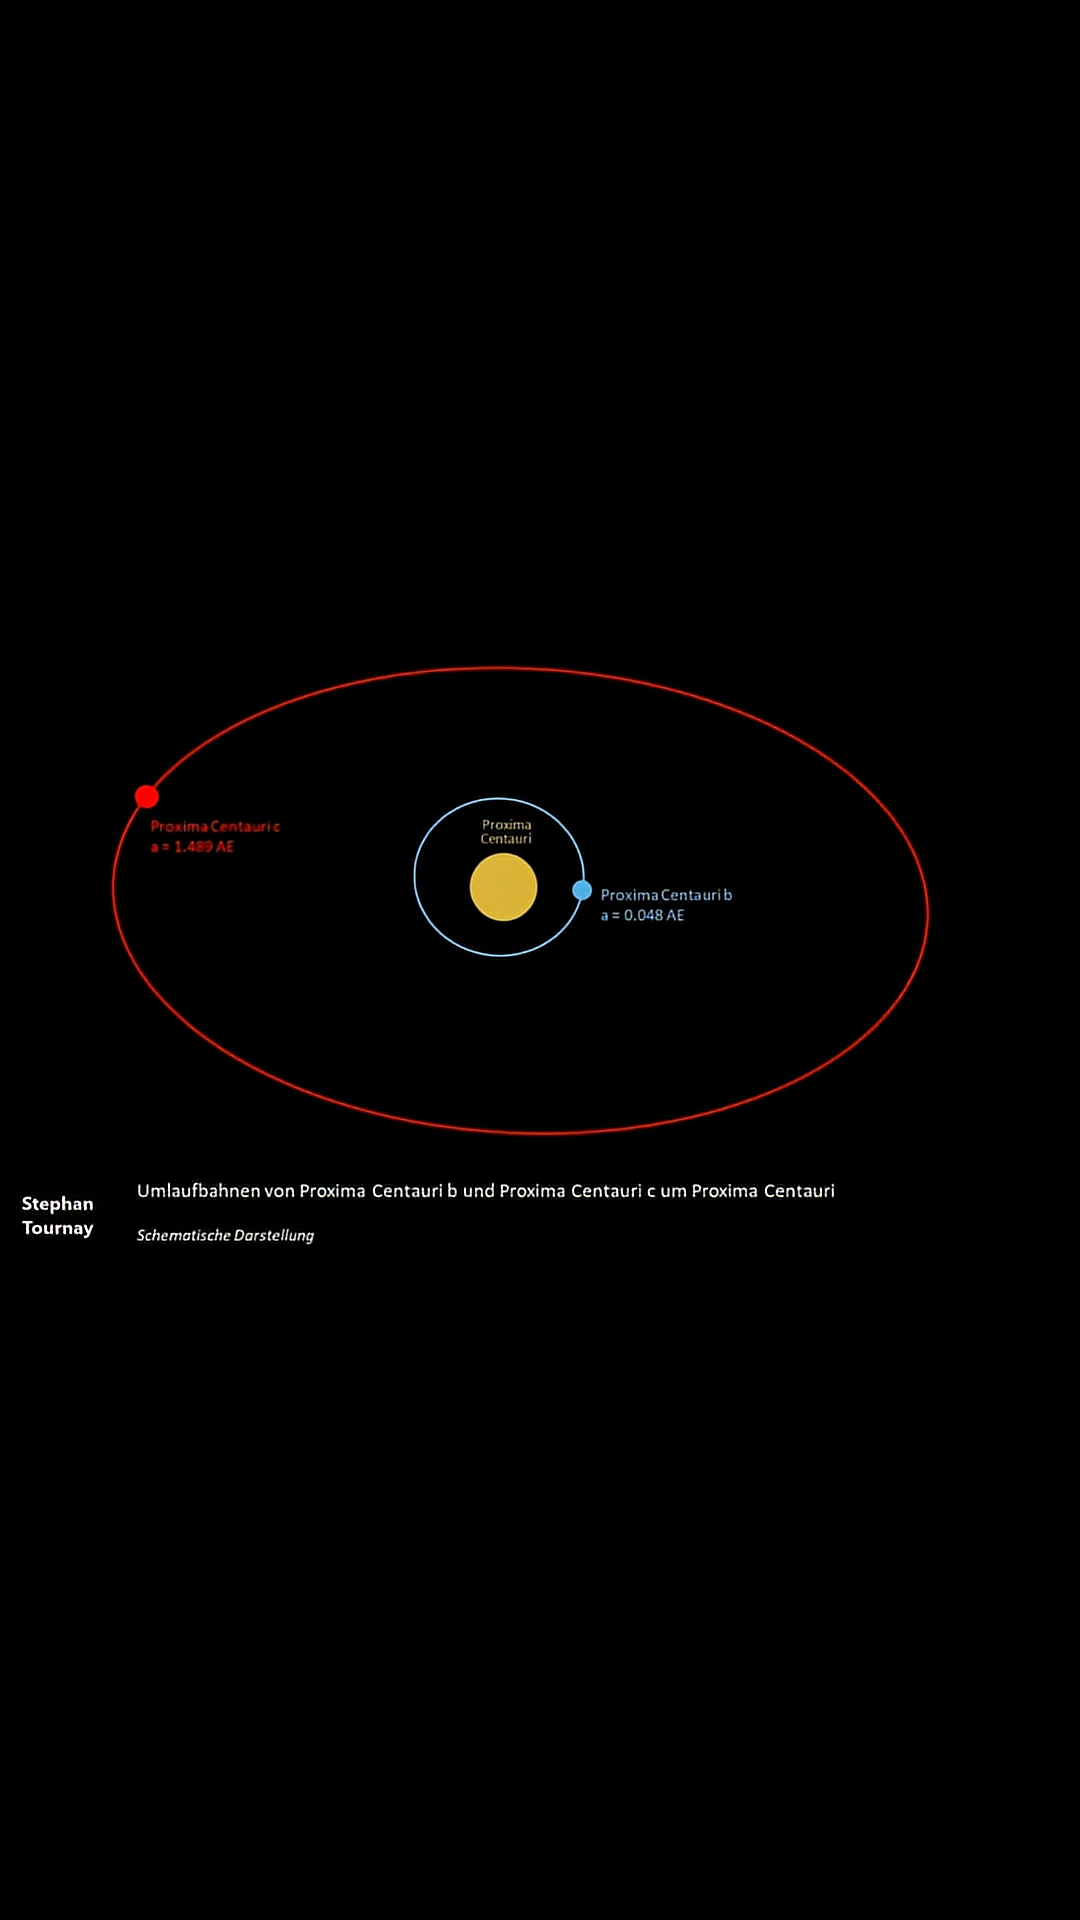 Proxima Centauri c
a = 1.489 AE
Proxima
Centauri
Proxima Centauri b
a = 0.048 AE
Umlaufbahnen von Proxima Centauri b und Proxima Centauri c um Proxima Centauri
Schematische Darstellung
Stephan
Tournay